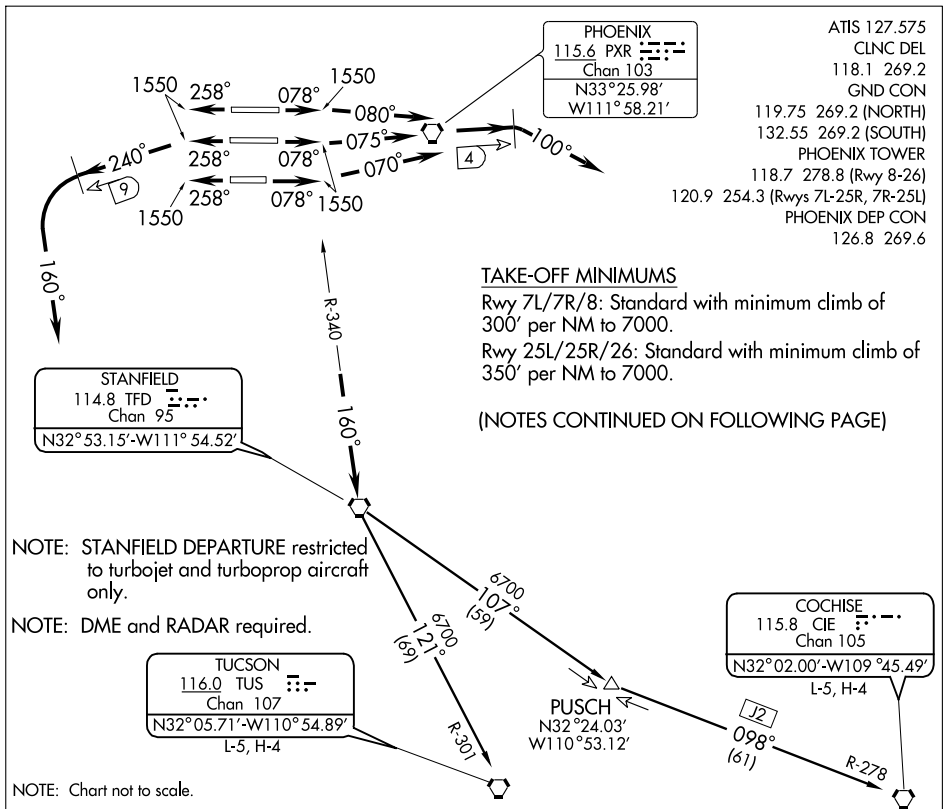 PHOENIX
115.6 PXR
Chan 103
N33°25.98′
W111°58.21′
ATIS 127.575
CLNC DEL
118.1 269.2
GND CON
119.75 269.2 (NORTH)
132.55 269.2 (SOUTH)
PHOENIX TOWER
118.7 278.8 (Rwy 8-26)
120.9 254.3 (Rwys 7L-25R, 7R-25L)
PHOENIX DEP CON
126.8 269.6
1550
1550
258°
078°
080°
240°
258°
078°
075°
4
100°
9
258°
078°
070°
1550
1550
160°
R-340
160°
TAKE-OFF MINIMUMS
Rwy 7L/7R/8: Standard with minimum climb of
300′ per NM to 7000.
Rwy 25L/25R/26: Standard with minimum climb of
350′ per NM to 7000.
(NOTES CONTINUED ON FOLLOWING PAGE)
STANFIELD
114.8 TFD
Chan 95
N32°53.15′-W111°54.52′
NOTE: STANFIELD DEPARTURE restricted
to turbojet and turboprop aircraft
only.
NOTE: DME and RADAR required.
6700
107°
(59)
6700
121°
(69)
TUCSON
116.0 TUS
Chan 107
N32°05.71′-W110°54.89′
L-5, H-4
R-301
PUSCH
N32°24.03′
W110°53.12′
J2
098°
(61)
R-278
COCHISE
115.8 CIE
Chan 105
N32°02.00′-W109°45.49′
L-5, H-4
NOTE: Chart not to scale.